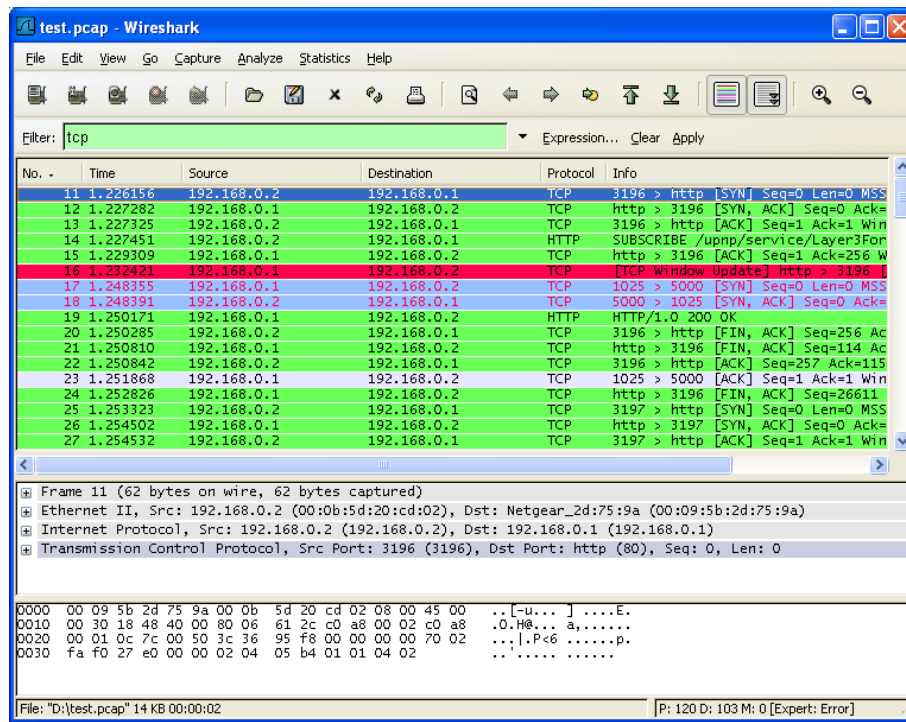 test.pcap - Wireshark
File Edit View Go Capture Analyze Statistics Help
Filter: tcp Expression... Clear Apply
No. Time Source Destination Protocol Info
11 1.226156 192.168.0.2 192.168.0.1 TCP 3196 > http [SYN] Seq=0 Len=0 MSS
12 1.227282 192.168.0.1 192.168.0.2 TCP http > 3196 [SYN, ACK] Seq=0 Ack=
13 1.227325 192.168.0.2 192.168.0.1 TCP 3196 > http [ACK] Seq=1 Ack=1 Win
14 1.227451 192.168.0.2 192.168.0.1 HTTP SUBSCRIBE /upnp/service/Layer3For
15 1.229309 192.168.0.1 192.168.0.2 TCP http > 3196 [ACK] Seq=1 Ack=256 W
16 1.232421 192.168.0.1 192.168.0.2 TCP [TCP Window Update] http > 3196 [
17 1.248355 192.168.0.1 192.168.0.2 TCP 1025 > 5000 [SYN] Seq=0 Len=0 MSS
18 1.248391 192.168.0.2 192.168.0.1 TCP 5000 > 1025 [SYN, ACK] Seq=0 Ack=
19 1.250171 192.168.0.1 192.168.0.2 HTTP HTTP/1.0 200 OK
20 1.250285 192.168.0.2 192.168.0.1 TCP 3196 > http [FIN, ACK] Seq=256 Ac
21 1.250810 192.168.0.1 192.168.0.2 TCP http > 3196 [FIN, ACK] Seq=114 Ac
22 1.250842 192.168.0.2 192.168.0.1 TCP 3196 > http [ACK] Seq=257 Ack=115
23 1.251868 192.168.0.1 192.168.0.2 TCP 1025 > 5000 [ACK] Seq=1 Ack=1 Win
24 1.252826 192.168.0.1 192.168.0.2 TCP http > 3196 [FIN, ACK] Seq=26611
25 1.253323 192.168.0.2 192.168.0.1 TCP 3197 > http [SYN] Seq=0 Len=0 MSS
26 1.254502 192.168.0.1 192.168.0.2 TCP http > 3197 [SYN, ACK] Seq=0 Ack=
27 1.254532 192.168.0.2 192.168.0.1 TCP 3197 > http [ACK] Seq=1 Ack=1 Win
Frame 11 (62 bytes on wire, 62 bytes captured)
Ethernet II, Src: 192.168.0.2 (00:0b:5d:20:cd:02), Dst: Netgear_2d:75:9a (00:09:5b:2d:75:9a)
Internet Protocol, Src: 192.168.0.2 (192.168.0.2), Dst: 192.168.0.1 (192.168.0.1)
Transmission Control Protocol, Src Port: 3196 (3196), Dst Port: http (80), Seq: 0, Len: 0
0000 00 09 5b 2d 75 9a 00 0b 5d 20 cd 02 08 00 45 00 ..[-u... ] ....E.
0010 00 30 18 48 40 00 80 06 61 2c c0 a8 00 02 c0 a8 .0.H@... a,......
0020 00 01 0c 7c 00 50 3c 36 95 f8 00 00 00 00 70 02 ...|.P<6 ......p.
0030 fa f0 27 e0 00 00 02 04 05 b4 01 01 04 02 ..'..... ......
File: "D:\test.pcap" 14 KB 00:00:02 P: 120 D: 103 M: 0 [Expert: Error]